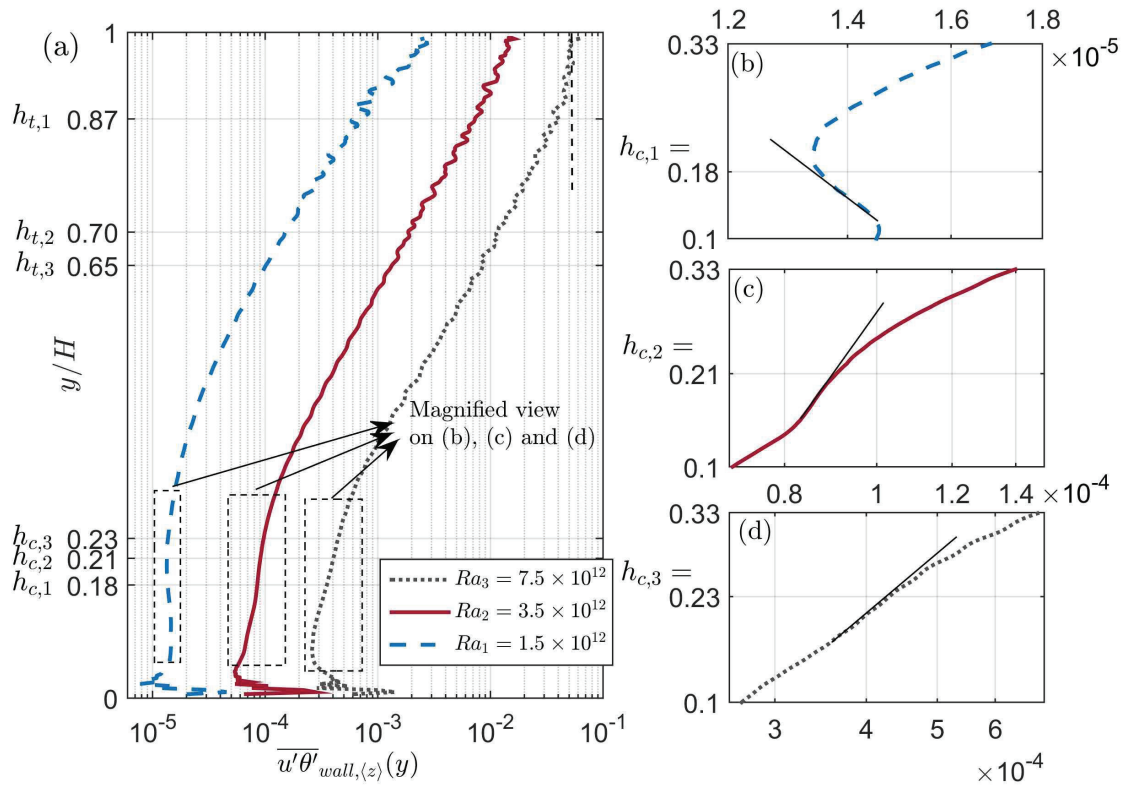 (a)
1
h_{t,1} 0.87
h_{t,2} 0.70
h_{t,3} 0.65
y/H
h_{c,3} 0.23
h_{c,2} 0.21
h_{c,1} 0.18
0
10^{-5} 10^{-4} 10^{-3} 10^{-2} 10^{-1}
\overline{u'θ'}_{wall,⟨z⟩}(y)
Magnified view
on (b), (c) and (d)
Ra_3 = 7.5 × 10^{12}
Ra_2 = 3.5 × 10^{12}
Ra_1 = 1.5 × 10^{12}
1.2 1.4 1.6 1.8
×10^{-5}
(b)
0.33
h_{c,1} =
0.18
0.1
(c)
0.33
h_{c,2} =
0.21
0.1
0.8 1 1.4 ×10^{-4}
(d)
0.33
h_{c,3} =
0.23
0.1
3 4 5 6
×10^{-4}